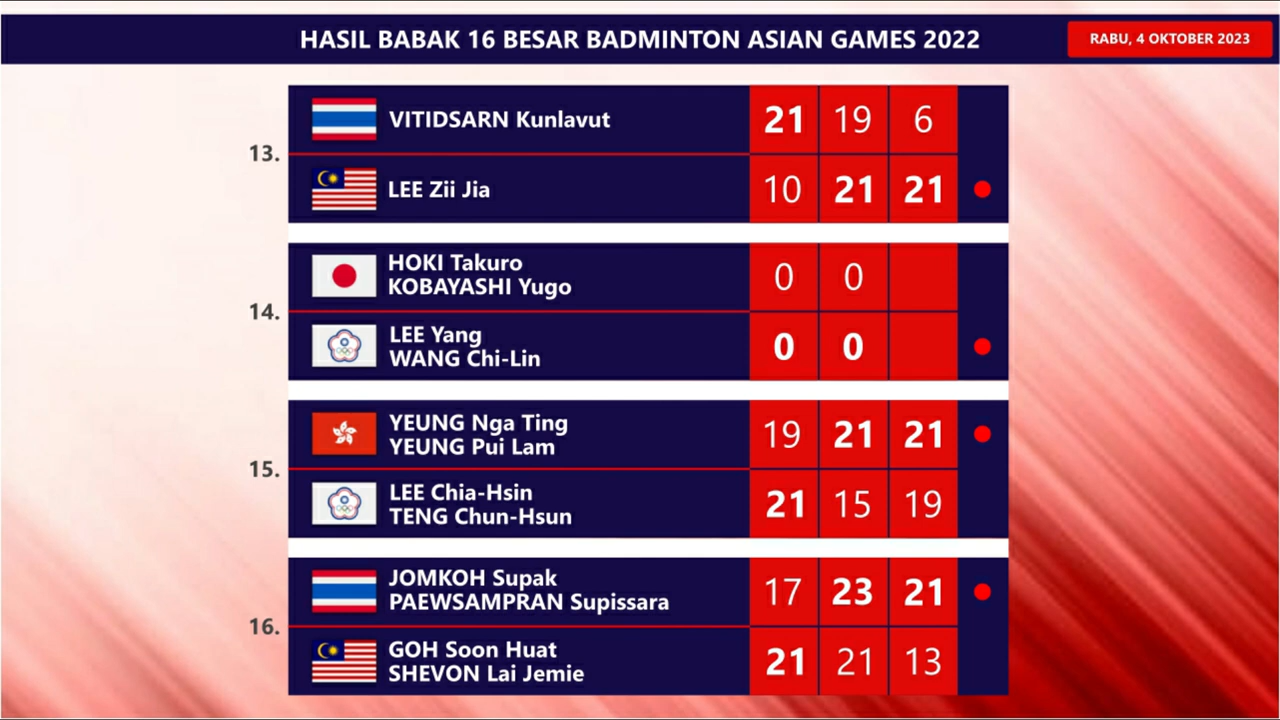 HASIL BABAK 16 BESAR BADMINTON ASIAN GAMES 2022
RABU, 4 OKTOBER 2023
13.
VITIDSARN Kunlavut 21 19 6
LEE Zii Jia 10 21 21
14.
HOKI Takuro
KOBAYASHI Yugo
0 0
LEE Yang
WANG Chi-Lin
0 0
15.
YEUNG Nga Ting
YEUNG Pui Lam
19 21 21
LEE Chia-Hsin
TENG Chun-Hsun
21 15 19
16.
JOMKOH Supak
PAEWSAMPRAN Supissara
17 23 21
GOH Soon Huat
SHEVON Lai Jemie
21 21 13